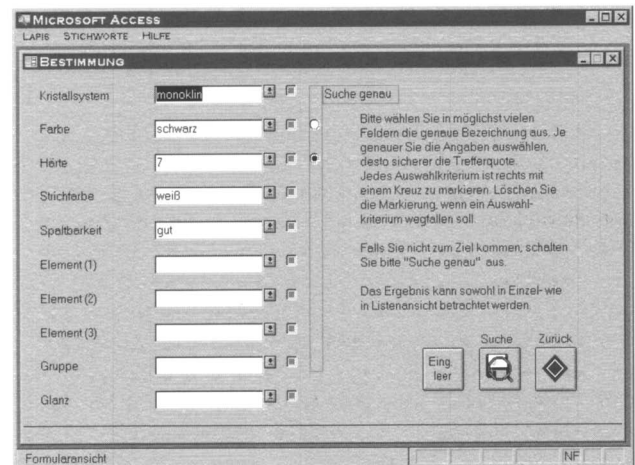 MICROSOFT ACCESS
LAPIS STICHWORTE HILFE
BESTIMMUNG
Kristallsystem monoklin
Farbe schwarz
Härte 7
Strichfarbe weiß
Spaltbarkeit gut
Element (1)
Element (2)
Element (3)
Gruppe
Glanz
Suche genau
Bitte wählen Sie in möglichst vielen
Feldern die genaue Bezeichnung aus. Je
genauer Sie die Angaben auswählen,
desto sicherer die Trefferquote.
Jedes Auswahlkriterium ist rechts mit
einem Kreuz zu markieren. Löschen Sie
die Markierung, wenn ein Auswahl-
kriterium wegfallen soll.
Falls Sie nicht zum Ziel kommen, schalten
Sie bitte "Suche genau" aus.
Das Ergebnis kann sowohl in Einzel- wie
in Listenansicht betrachtet werden.
Suche Zurück
Eing.
leer
Formularansicht NF